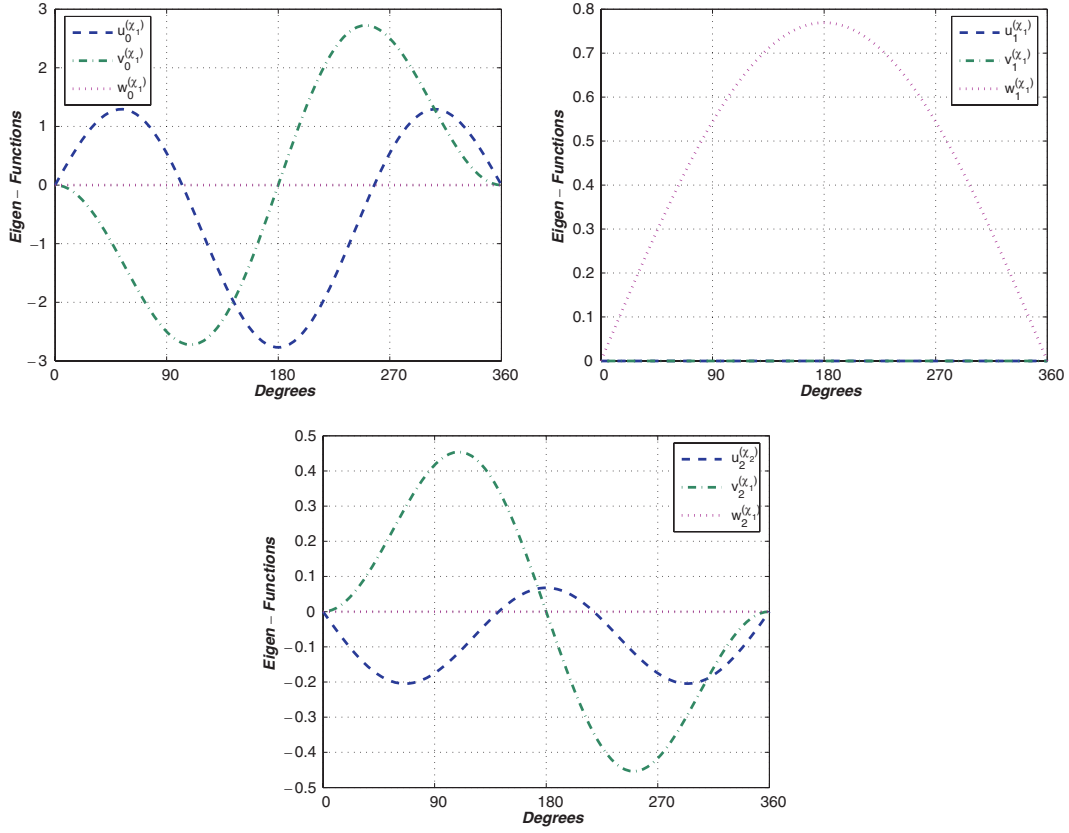 3
2
1
0
−1
−2
−3
Eigen − Functions
0 90 180 270 360
Degrees
u₀^(χ₁)
v₀^(χ₁)
w₀^(χ₁)
0.8
0.7
0.6
0.5
0.4
0.3
0.2
0.1
0
Eigen − Functions
0 90 180 270 360
Degrees
u₁^(χ₁)
v₁^(χ₁)
w₁^(χ₁)
0.5
0.4
0.3
0.2
0.1
0
−0.1
−0.2
−0.3
−0.4
−0.5
Eigen − Functions
0 90 180 270 360
Degrees
u₂^(χ₂)
v₂^(χ₁)
w₂^(χ₁)